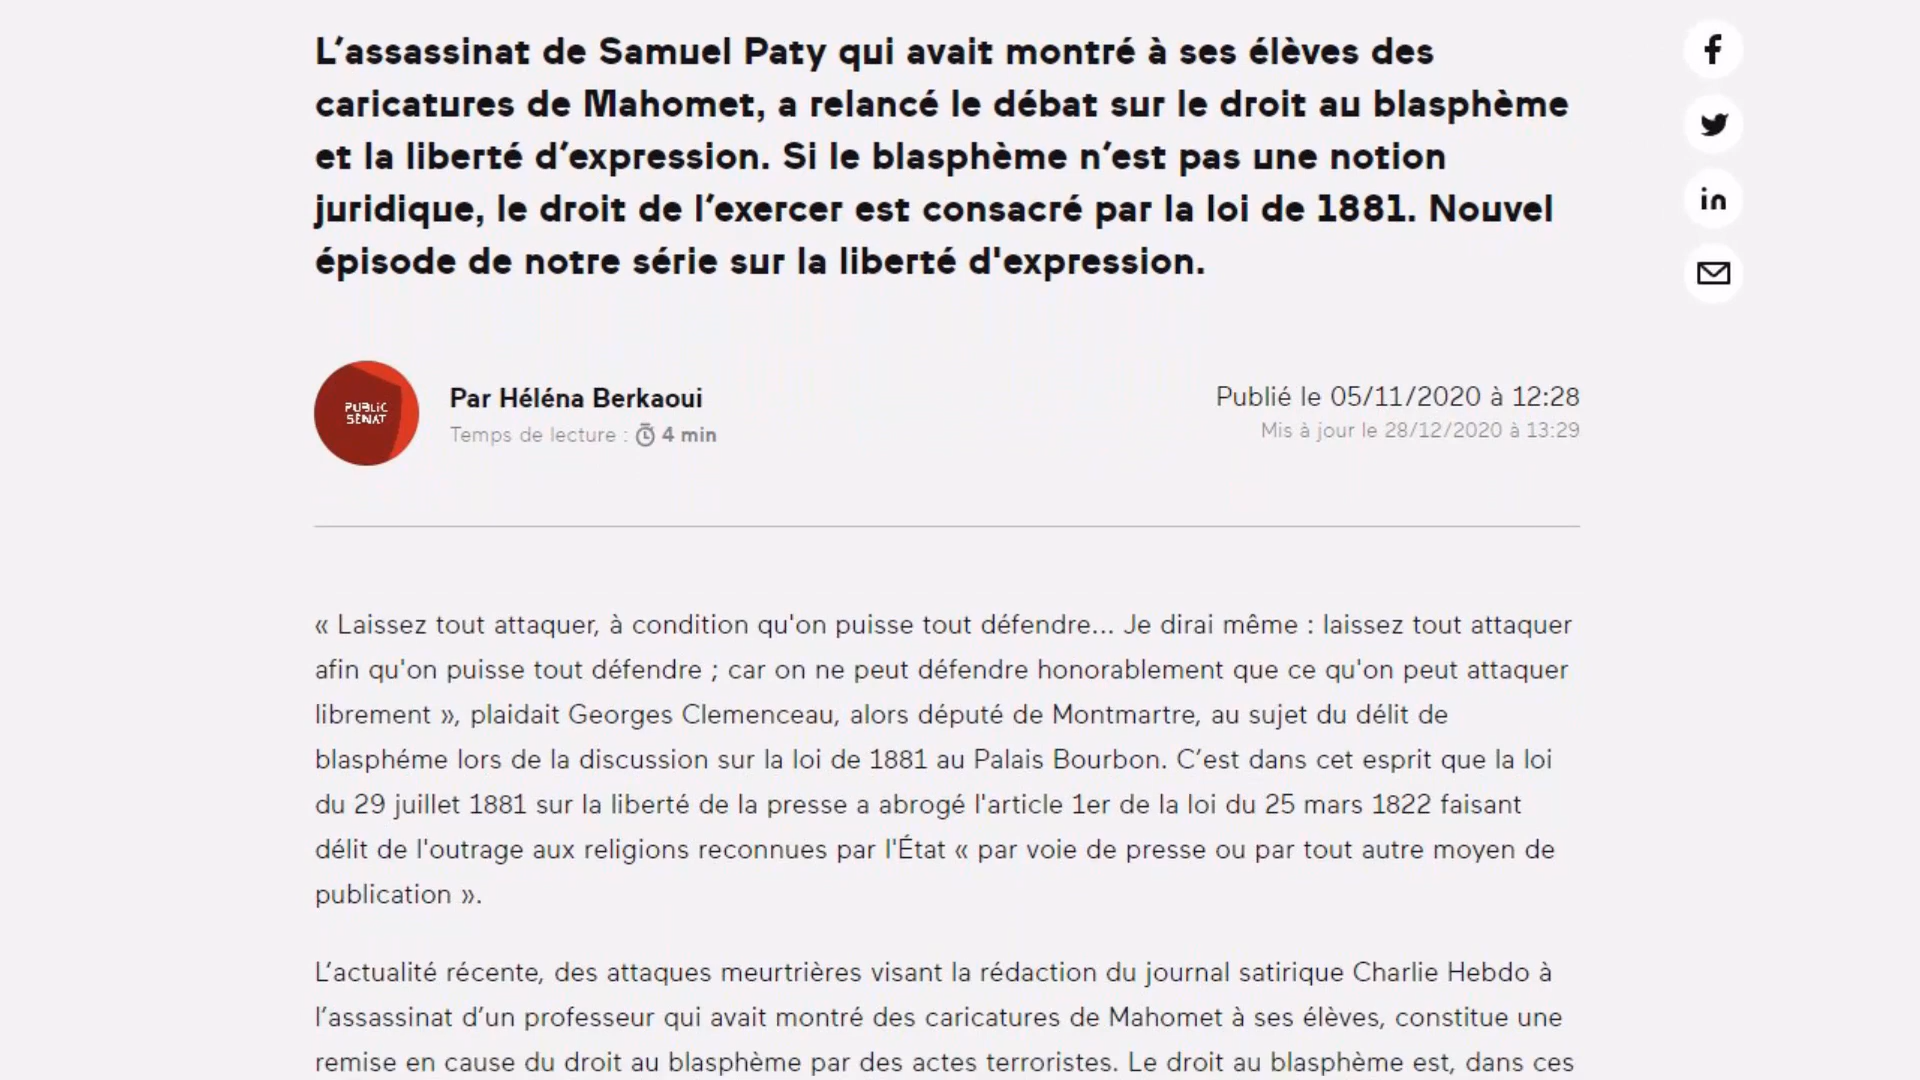 L’assassinat de Samuel Paty qui avait montré à ses élèves des
caricatures de Mahomet, a relancé le débat sur le droit au blasphème
et la liberté d’expression. Si le blasphème n’est pas une notion
juridique, le droit de l’exercer est consacré par la loi de 1881. Nouvel
épisode de notre série sur la liberté d'expression.
PUBLIC
SÉNAT
Par Héléna Berkaoui
Temps de lecture : 4 min
Publié le 05/11/2020 à 12:28
Mis à jour le 28/12/2020 à 13:29
« Laissez tout attaquer, à condition qu'on puisse tout défendre... Je dirai même : laissez tout attaquer
afin qu'on puisse tout défendre ; car on ne peut défendre honorablement que ce qu'on peut attaquer
librement », plaidait Georges Clemenceau, alors député de Montmartre, au sujet du délit de
blasphéme lors de la discussion sur la loi de 1881 au Palais Bourbon. C’est dans cet esprit que la loi
du 29 juillet 1881 sur la liberté de la presse a abrogé l'article 1er de la loi du 25 mars 1822 faisant
délit de l'outrage aux religions reconnues par l'État « par voie de presse ou par tout autre moyen de
publication ».
L’actualité récente, des attaques meurtrières visant la rédaction du journal satirique Charlie Hebdo à
l’assassinat d’un professeur qui avait montré des caricatures de Mahomet à ses élèves, constitue une
remise en cause du droit au blasphème par des actes terroristes. Le droit au blasphème est, dans ces